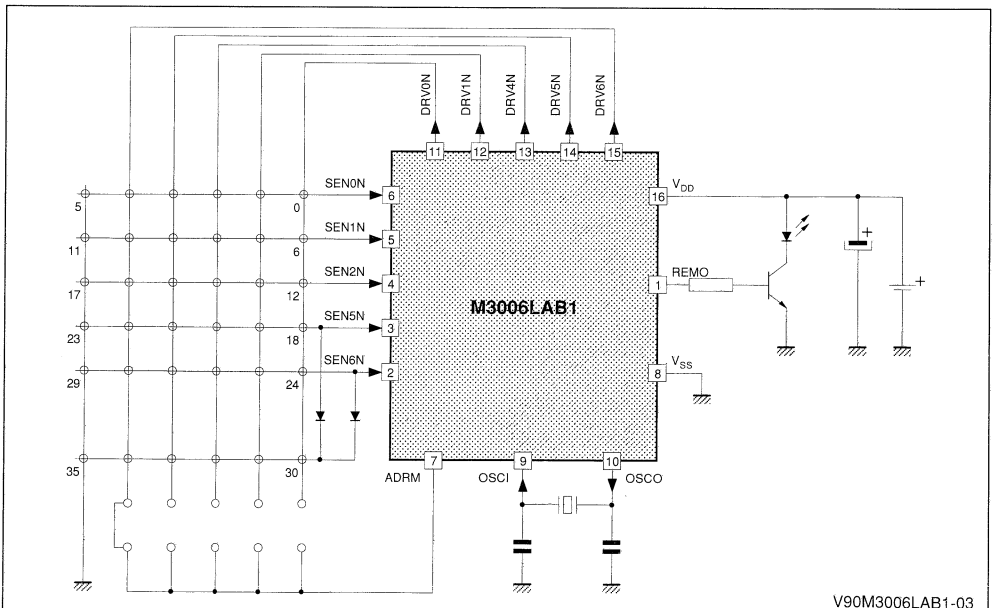 DRV0N
DRV1N
DRV4N
DRV5N
DRV6N
11 12 13 14 15
SEN0N
5 0 6
SEN1N
11 6 5
SEN2N
17 12 4
SEN5N
23 18 3
SEN6N
29 24 2
35 30
M3006LAB1
VDD
16
+
+
REMO
1
VSS
8
ADRM 7
OSCI 9
10 OSCO
V90M3006LAB1-03